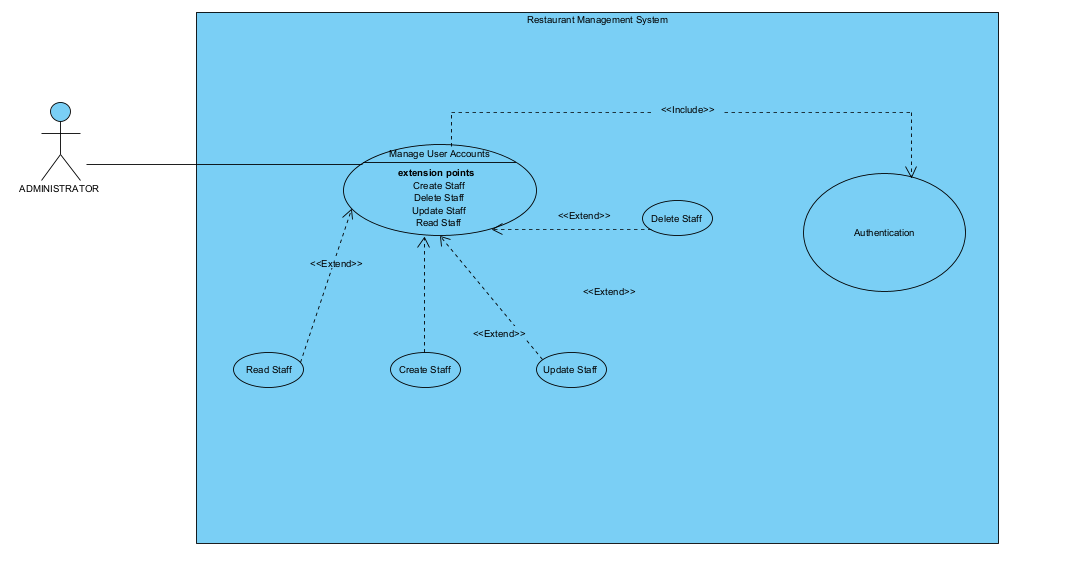 Restaurant Management System
<<Include>>
ADMINISTRATOR
Manage User Accounts
extension points
Create Staff
Delete Staff
Update Staff
Read Staff
<<Extend>>
Delete Staff
Authentication
<<Extend>>
<<Extend>>
<<Extend>>
Read Staff
Create Staff
Update Staff